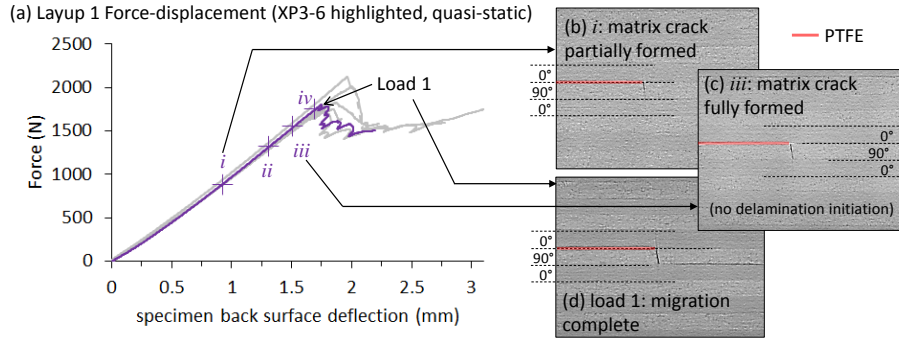 (a) Layup 1 Force-displacement (XP3-6 highlighted, quasi-static)
2500
2000
1500
1000
500
0
Force (N)
0
0.5
1
1.5
2
2.5
3
specimen back surface deflection (mm)
i
ii
iii
iv
Load 1
(b) i: matrix crack
partially formed
0°
90°
0°
PTFE
(c) iii: matrix crack
fully formed
0°
90°
0°
(no delamination initiation)
0°
90°
0°
(d) load 1: migration
complete